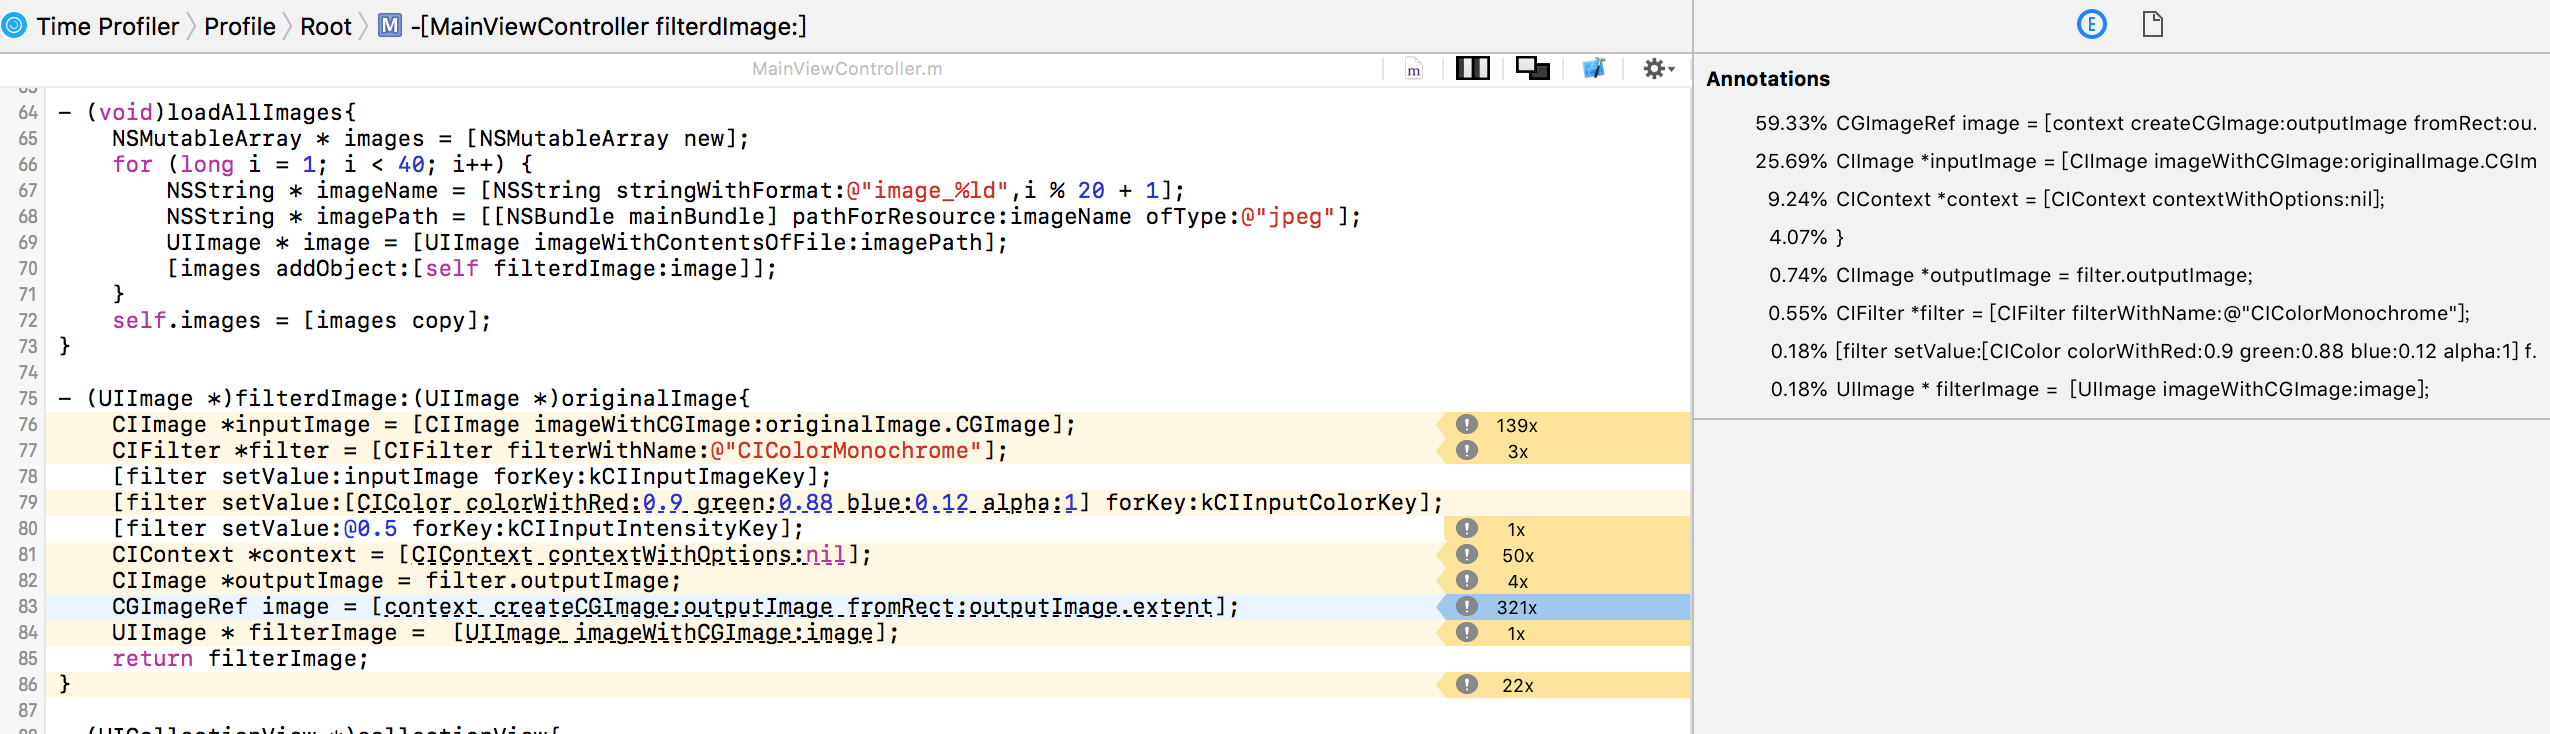 Time Profiler Profile Root M -[MainViewController filterdImage:]
E
MainViewController.m
m
Annotations
64 - (void)loadAllImages{
65 NSMutableArray * images = [NSMutableArray new];
66 for (long i = 1; i < 40; i++) {
67 NSString * imageName = [NSString stringWithFormat:@"image_%ld",i % 20 + 1];
68 NSString * imagePath = [[NSBundle mainBundle] pathForResource:imageName ofType:@"jpeg"];
69 UIImage * image = [UIImage imageWithContentsOfFile:imagePath];
70 [images addObject:[self filterdImage:image]];
71 }
72 self.images = [images copy];
73 }
74
75 - (UIImage *)filterdImage:(UIImage *)originalImage{
76 CIImage *inputImage = [CIImage imageWithCGImage:originalImage.CGImage]; 139x
77 CIFilter *filter = [CIFilter filterWithName:@"CIColorMonochrome"]; 3x
78 [filter setValue:inputImage forKey:kCIInputImageKey];
79 [filter setValue:[CIColor colorWithRed:0.9 green:0.88 blue:0.12 alpha:1] forKey:kCIInputColorKey];
80 [filter setValue:@0.5 forKey:kCIInputIntensityKey]; 1x
81 CIContext *context = [CIContext contextWithOptions:nil]; 50x
82 CIImage *outputImage = filter.outputImage; 4x
83 CGImageRef image = [context createCGImage:outputImage fromRect:outputImage.extent]; 321x
84 UIImage * filterImage = [UIImage imageWithCGImage:image]; 1x
85 return filterImage;
86 } 22x
87
59.33% CGImageRef image = [context createCGImage:outputImage fromRect:ou.
25.69% CIImage *inputImage = [CIImage imageWithCGImage:originalImage.CGIm
9.24% CIContext *context = [CIContext contextWithOptions:nil];
4.07% }
0.74% CIImage *outputImage = filter.outputImage;
0.55% CIFilter *filter = [CIFilter filterWithName:@"CIColorMonochrome"];
0.18% [filter setValue:[CIColor colorWithRed:0.9 green:0.88 blue:0.12 alpha:1] f.
0.18% UIImage * filterImage = [UIImage imageWithCGImage:image];